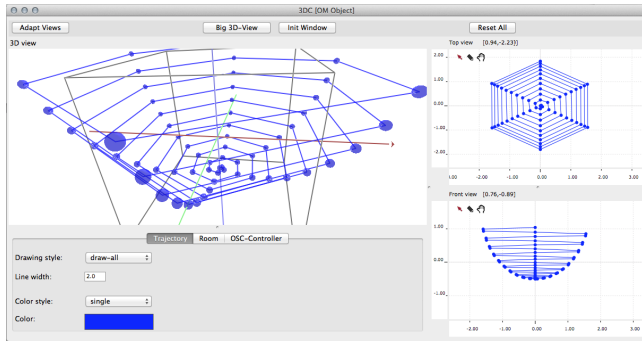 3DC [OM Object]
Adapt Views
Big 3D-View
Init Window
Reset All
3D view
Top view [0.94,-2.23)]
2.00
1.00
0.00
-1.00
-2.00
.00
-2.00
-1.00
0.00
1.00
2.00
3.00
Front view [0.76,-0.89)]
1.00
0.00
-1.00
-2.00
-1.00
0.00
1.00
2.00
3.00
Trajectory
Room
OSC-Controller
Drawing style:
draw-all
Line width:
2.0
Color style:
single
Color: